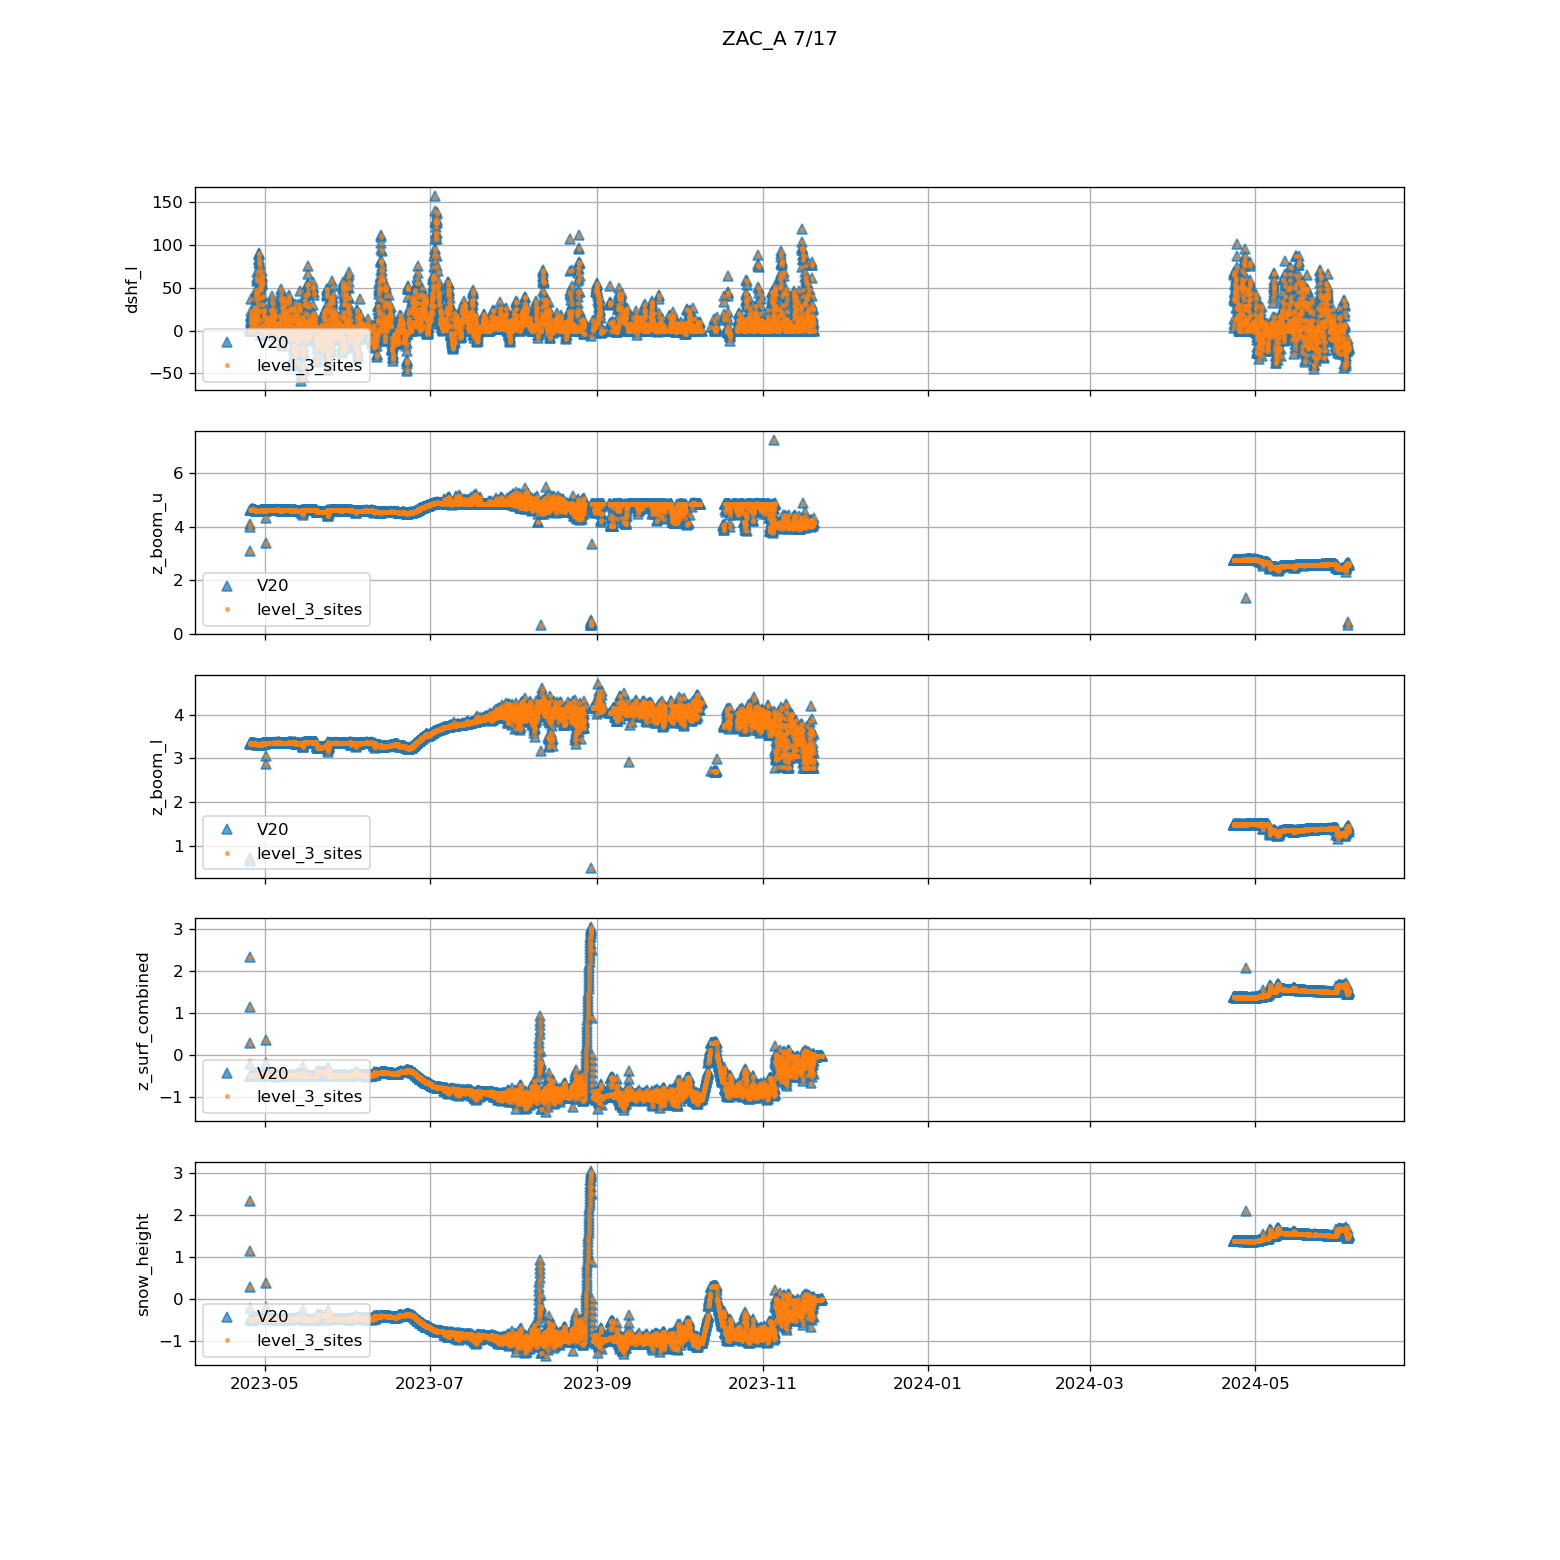 ZAC_A 7/17
dshf_l
150
100
50
0
−50
V20
level_3_sites
z_boom_u
6
4
2
0
V20
level_3_sites
z_boom_l
4
3
2
1
V20
level_3_sites
z_surf_combined
3
2
1
0
−1
V20
level_3_sites
snow_height
3
2
1
0
−1
V20
level_3_sites
2023-05 2023-07 2023-09 2023-11 2024-01 2024-03 2024-05